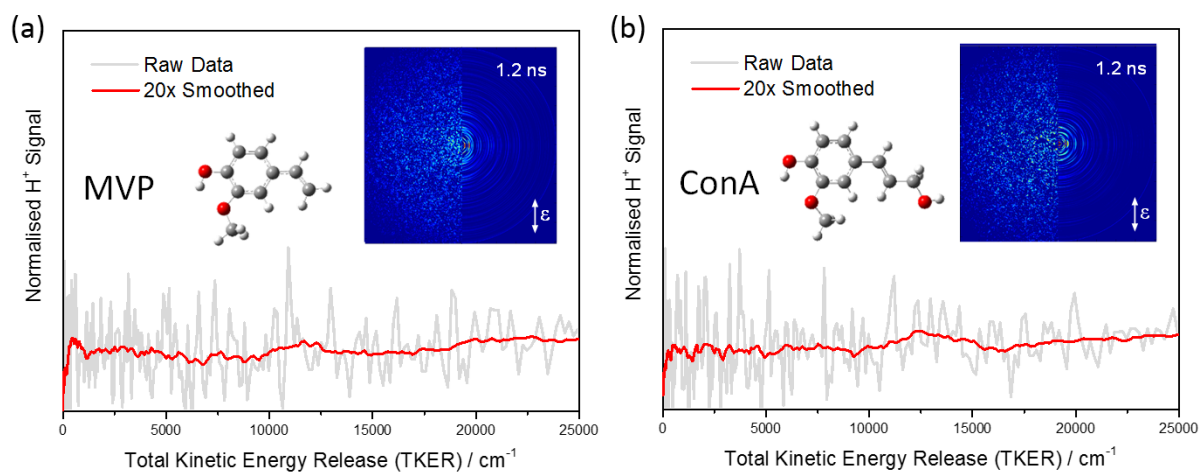 (a)
Raw Data
20x Smoothed
1.2 ns
MVP
ε
Normalised H⁺ Signal
0 5000 10000 15000 20000 25000
Total Kinetic Energy Release (TKER) / cm⁻¹
(b)
Raw Data
20x Smoothed
1.2 ns
ConA
ε
Normalised H⁺ Signal
0 5000 10000 15000 20000 25000
Total Kinetic Energy Release (TKER) / cm⁻¹